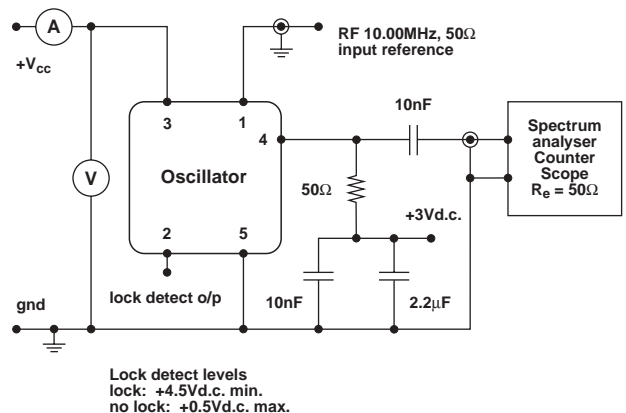 A
+Vcc
RF 10.00MHz, 50Ω
input reference
3
1
4
10nF
Oscillator
V
50Ω
+3Vd.c.
Spectrum
analyser
Counter
Scope
Re = 50Ω
2
5
lock detect o/p
10nF
2.2μF
gnd
Lock detect levels
lock: +4.5Vd.c. min.
no lock: +0.5Vd.c. max.